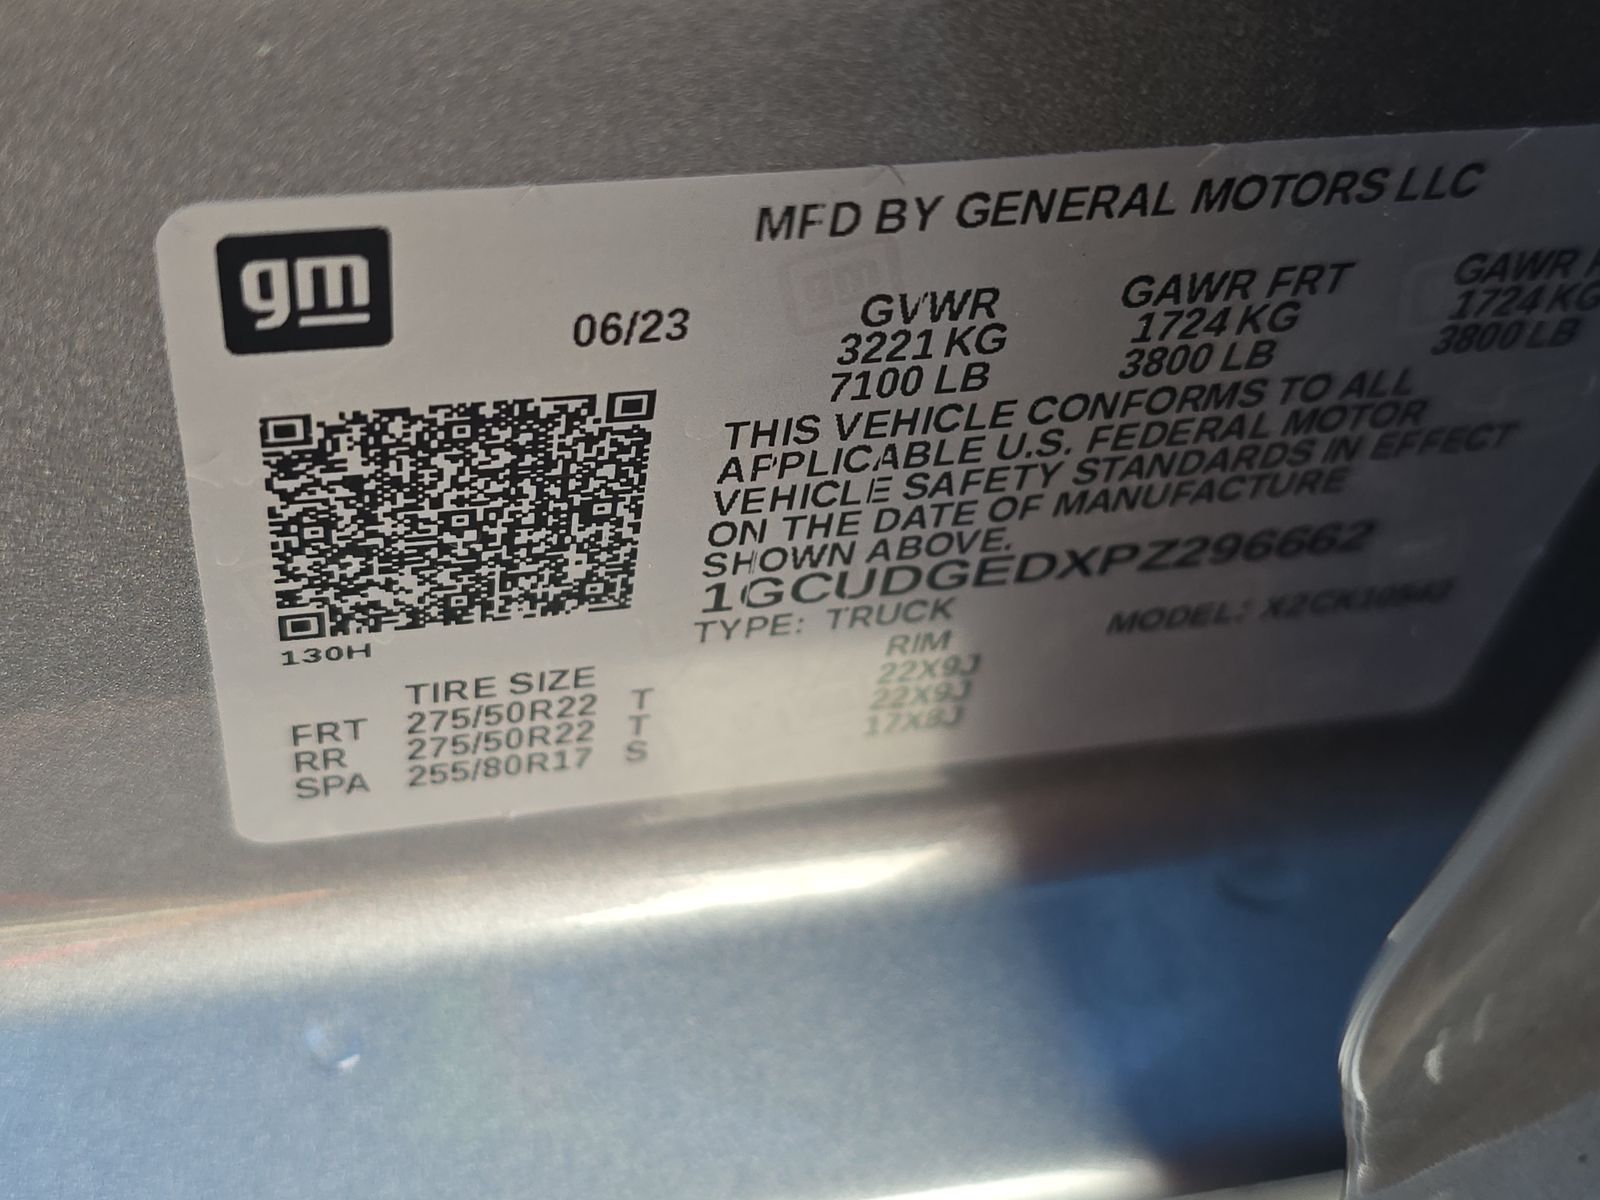 gm
MFD BY GENERAL MOTORS LLC
06/23
GVWR GAWR FRT GAWR
3221 KG 1724 KG 1724 KG
7100 LB 3800 LB 3800 LB
THIS VEHICLE CONFORMS TO ALL
APPLICABLE U.S. FEDERAL MOTOR
VEHICLE SAFETY STANDARDS IN EFFECT
ON THE DATE OF MANUFACTURE
SHOWN ABOVE.
1GCUDGEDXPZ296662
TYPE: TRUCK MODEL:
130H
TIRE SIZE RIM
FRT 275/50R22 T 22X9J
RR 275/50R22 T 22X9J
SPA 255/80R17 S 17X8J